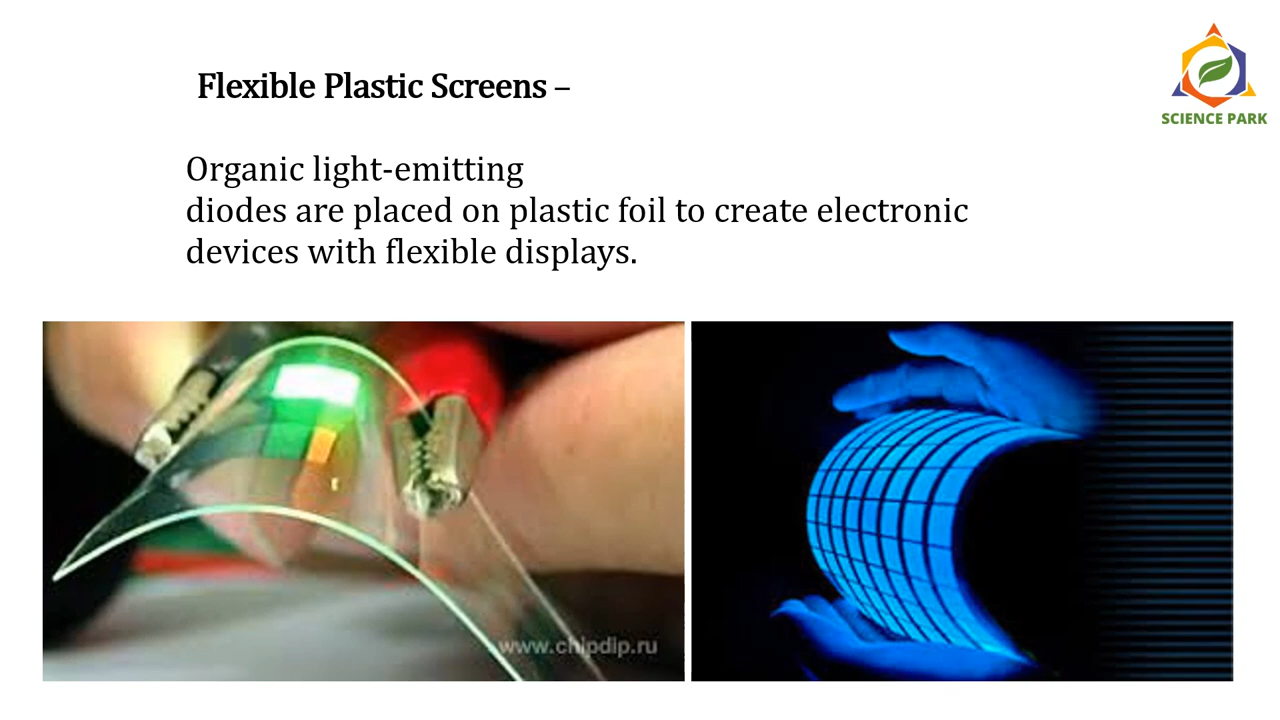 Flexible Plastic Screens –
SCIENCE PARK
Organic light-emitting
diodes are placed on plastic foil to create electronic
devices with flexible displays.
www.chipdip.ru